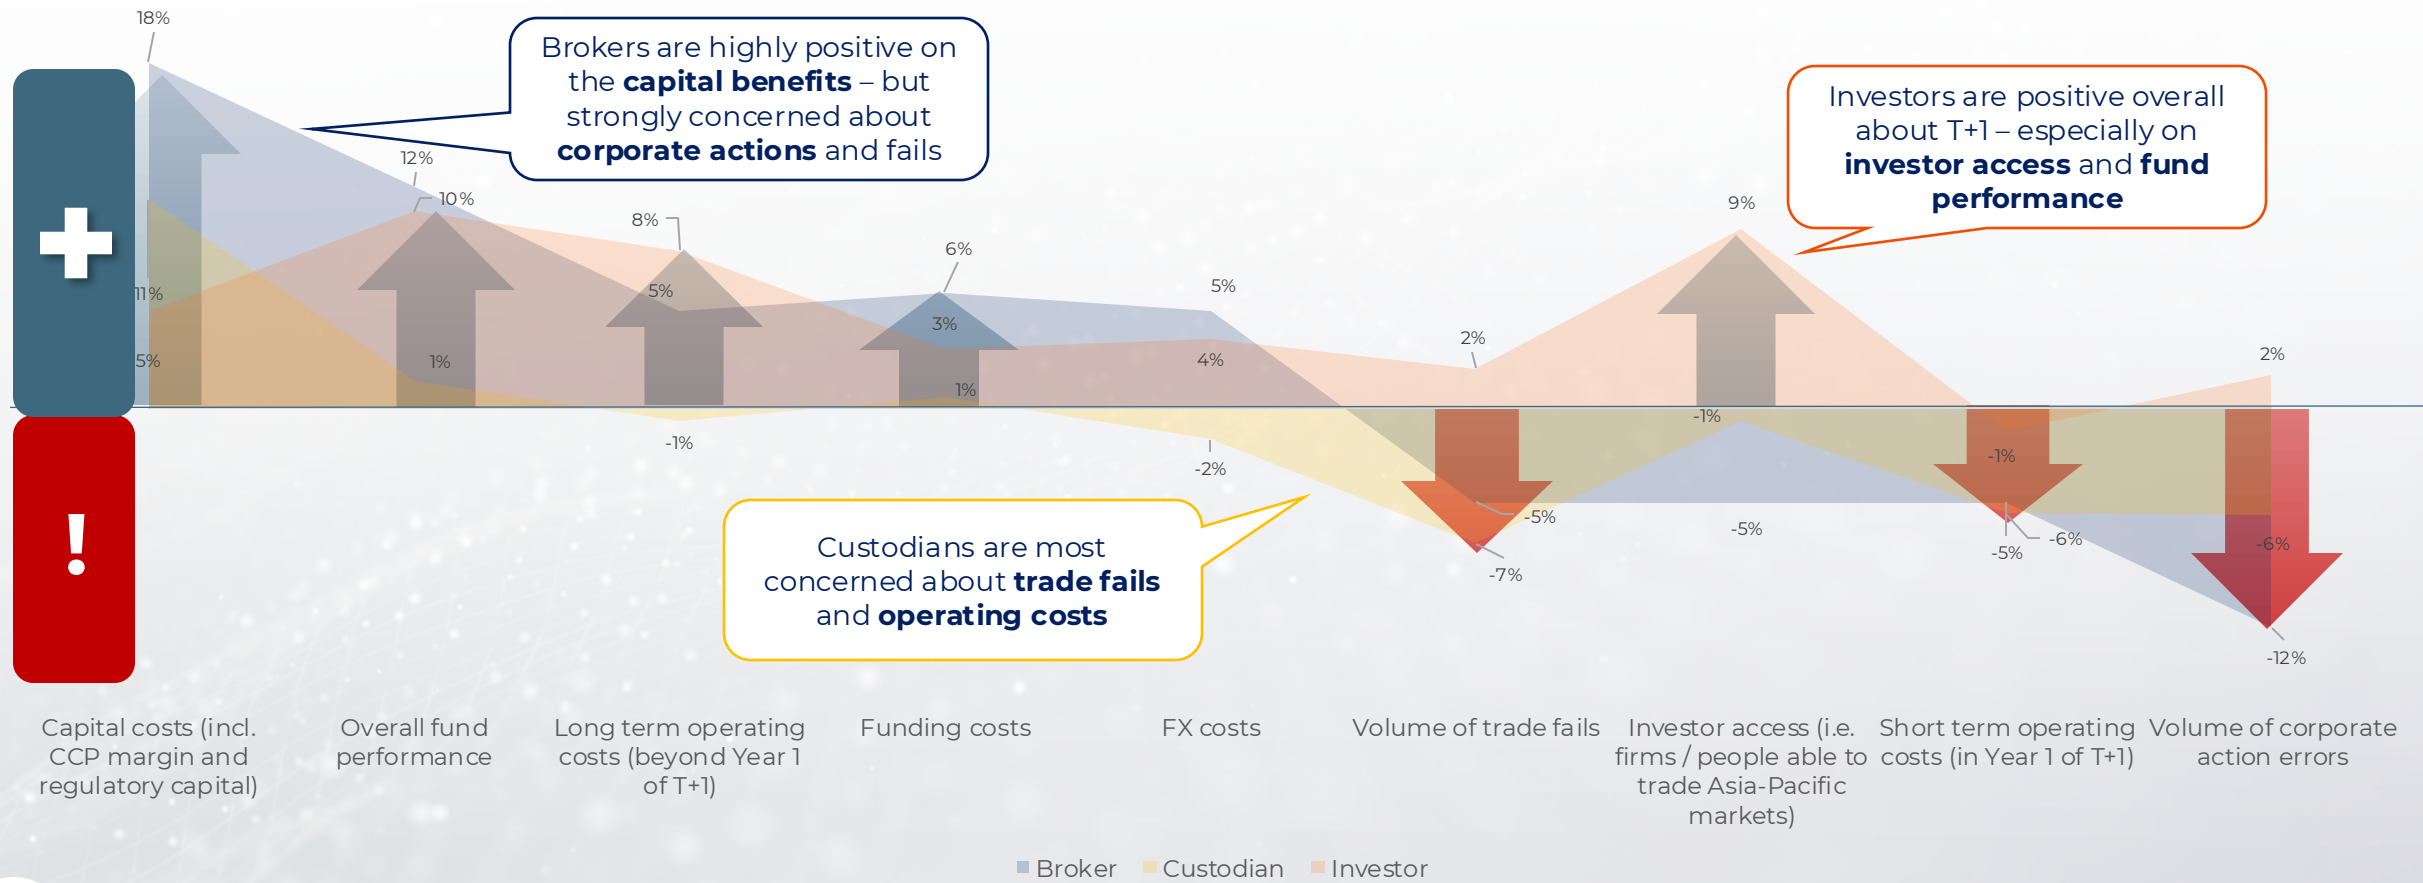 18%
Brokers are highly positive on
the capital benefits – but
strongly concerned about
corporate actions and fails
Investors are positive overall
about T+1 – especially on
investor access and fund
performance
12%
10%
8%
9%
6%
5%
11%
5%
3%
2%
2%
5%
1%
4%
1%
-1%
-1%
-2%
-1%
!
-5%
-5%
-5%
-6%
-6%
-7%
-12%
Custodians are most
concerned about trade fails
and operating costs
Capital costs (incl.
CCP margin and
regulatory capital)
Overall fund
performance
Long term operating
costs (beyond Year 1
of T+1)
Funding costs
FX costs
Volume of trade fails
Investor access (i.e.
firms / people able to
trade Asia-Pacific
markets)
Short term operating
costs (in Year 1 of T+1)
Volume of corporate
action errors
Broker
Custodian
Investor